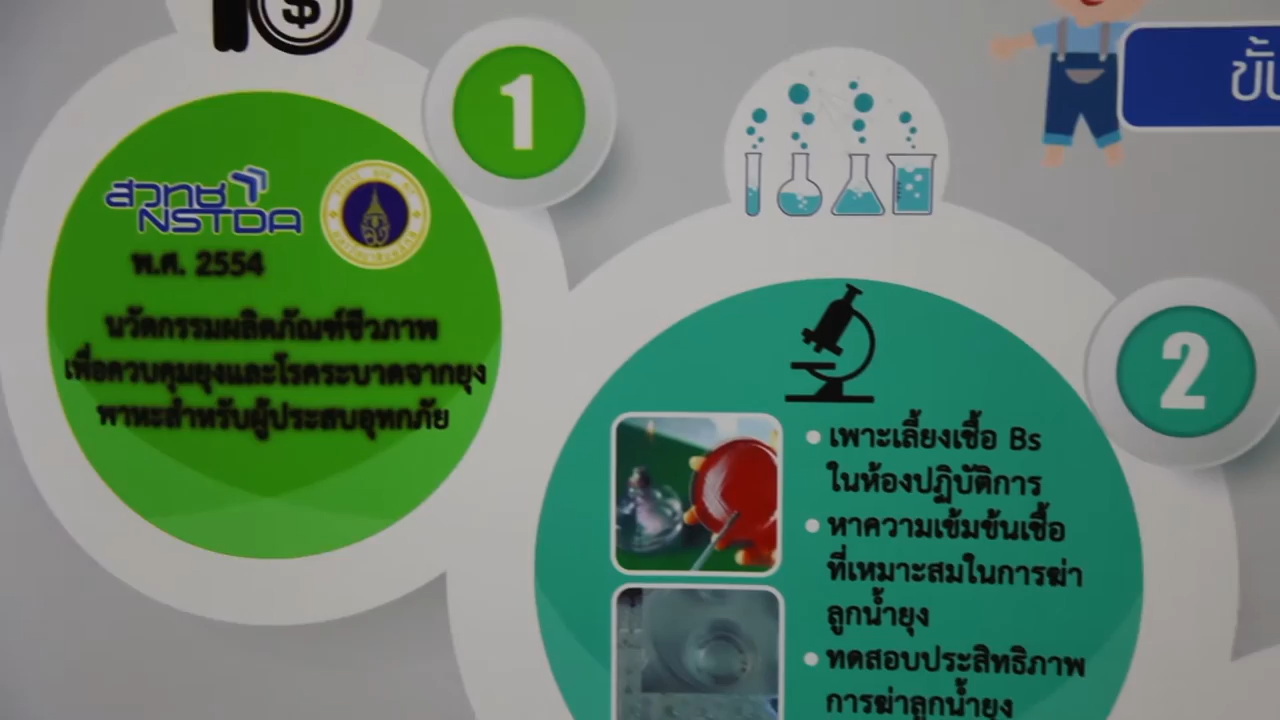 $
1
สวทช
NSTDA
พ.ศ. 2554
นวัตกรรมผลิตภัณฑ์ชีวภาพ
เพื่อควบคุมยุงและโรคระบาดจากยุง
พาหะสำหรับผู้ประสบอุทกภัย
2
เพาะเลี้ยงเชื้อ Bs
ในห้องปฏิบัติการ
หาความเข้มข้นเชื้อ
ที่เหมาะสมในการฆ่า
ลูกน้ำยุง
ทดสอบประสิทธิภาพ
การฆ่าลูกน้ำยุง